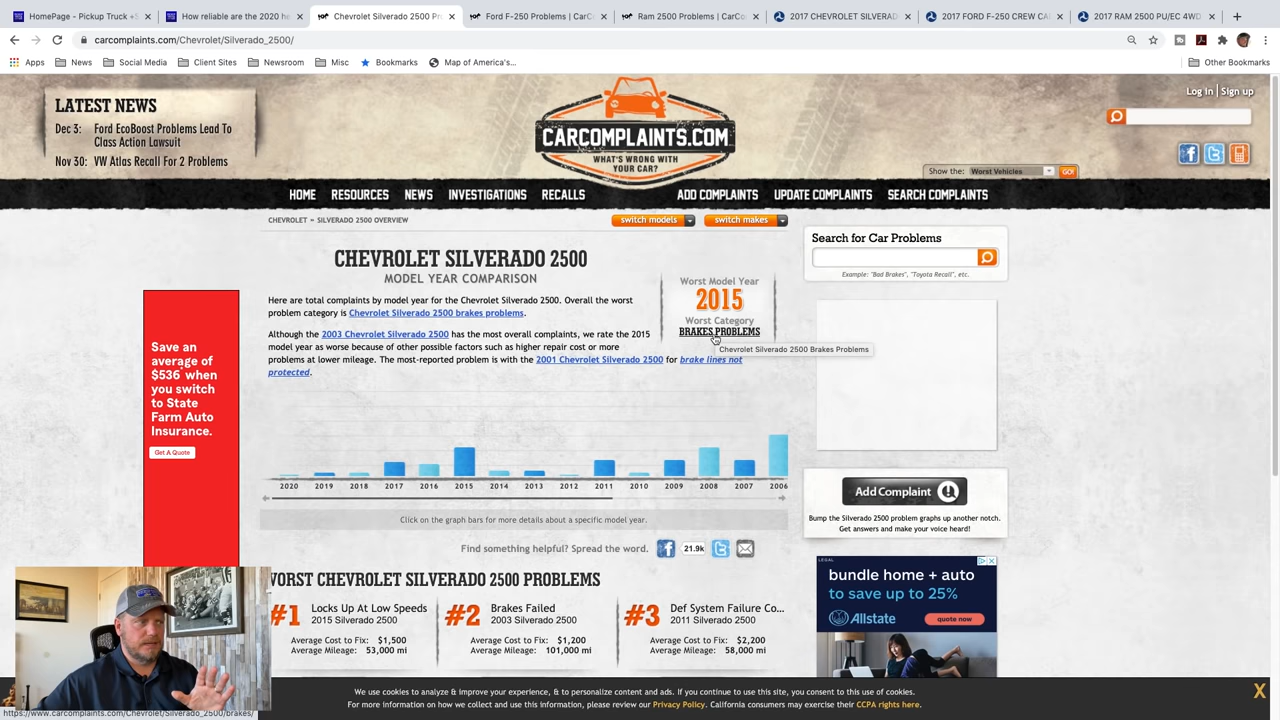 HomePage - Pickup Truck +S
How reliable are the 2020 he
Chevrolet Silverado 2500 Pro
Ford F-250 Problems | CarC
Ram 2500 Problems | CarCo
2017 CHEVROLET SILVERAD
2017 FORD F-250 CREW CA
2017 RAM 2500 PU/EC 4WD
carcomplaints.com/Chevrolet/Silverado_2500/
Apps News Social Media Client Sites Newsroom Misc Bookmarks Map of America's... Other Bookmarks
LATEST NEWS
Dec 3: Ford EcoBoost Problems Lead To
Class Action Lawsuit
Nov 30: VW Atlas Recall For 2 Problems
CARCOMPLAINTS.COM
WHAT'S WRONG WITH
YOUR CAR?
Log in | Sign up
Show the: Worst Vehicles GO!
HOME RESOURCES NEWS INVESTIGATIONS RECALLS ADD COMPLAINTS UPDATE COMPLAINTS SEARCH COMPLAINTS
CHEVROLET » SILVERADO 2500 OVERVIEW
switch models switch makes
CHEVROLET SILVERADO 2500
MODEL YEAR COMPARISON
Here are total complaints by model year for the Chevrolet Silverado 2500. Overall the worst
problem category is Chevrolet Silverado 2500 brakes problems.
Although the 2003 Chevrolet Silverado 2500 has the most overall complaints, we rate the 2015
model year as worse because of other possible factors such as higher repair cost or more
problems at lower mileage. The most-reported problem is with the 2001 Chevrolet Silverado 2500 for brake lines not
protected.
Worst Model Year
2015
Worst Category
BRAKES PROBLEMS
Chevrolet Silverado 2500 Brakes Problems
2020 2019 2018 2017 2016 2015 2014 2013 2012 2011 2010 2009 2008 2007 2006
Click on the graph bars for more details about a specific model year.
Find something helpful? Spread the word. 21.9k
WORST CHEVROLET SILVERADO 2500 PROBLEMS
#1 Locks Up At Low Speeds
2015 Silverado 2500
Average Cost to Fix: $1,500
Average Mileage: 53,000 mi
#2 Brakes Failed
2003 Silverado 2500
Average Cost to Fix: $1,200
Average Mileage: 101,000 mi
#3 Def System Failure Co...
2011 Silverado 2500
Average Cost to Fix: $2,200
Average Mileage: 58,000 mi
Search for Car Problems
Example: "Bad Brakes", "Toyota Recall", etc.
Add Complaint
Bump the Silverado 2500 problem graphs up another notch.
Get answers and make your voice heard!
LEGAL
bundle home + auto
to save up to 25%
Allstate
quote now
Save an
average of
$536* when
you switch
to State
Farm Auto
Insurance.
Get A Quote
We use cookies to analyze & improve your experience, & to personalize content and ads. If you continue to use this site, you consent to this use of cookies.
For more information on how we collect and use this information, please review our Privacy Policy. California consumers may exercise their CCPA rights here.
X
https://www.carcomplaints.com/Chevrolet/Silverado_2500/brakes/